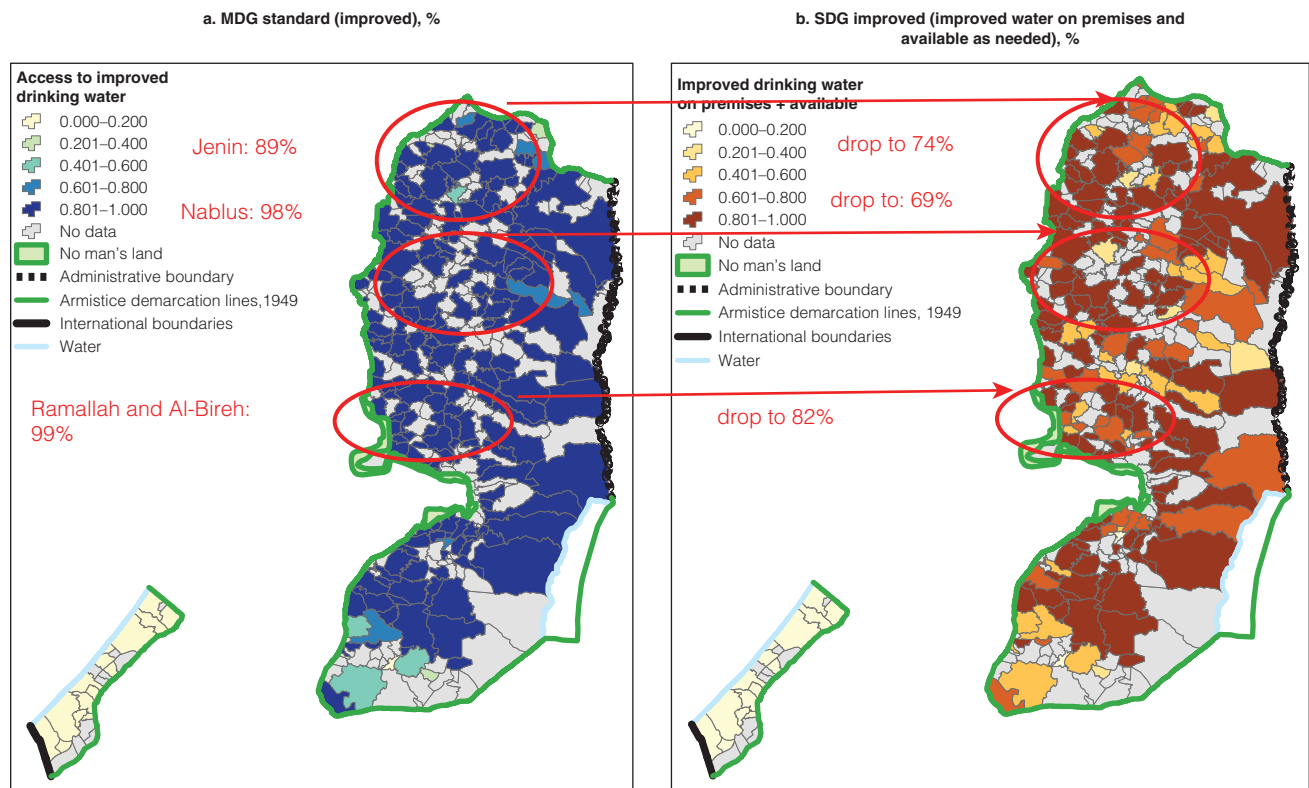 a. MDG standard (improved), %
Access to improved
drinking water
0.000–0.200
0.201–0.400
0.401–0.600
0.601–0.800
0.801–1.000
No data
No man's land
Administrative boundary
Armistice demarcation lines,1949
International boundaries
Water
Jenin: 89%
Nablus: 98%
Ramallah and Al-Bireh:
99%
b. SDG improved (improved water on premises and
available as needed), %
Improved drinking water
on premises + available
0.000–0.200
0.201–0.400
0.401–0.600
0.601–0.800
0.801–1.000
No data
No man's land
Administrative boundary
Armistice demarcation lines, 1949
International boundaries
Water
drop to 74%
drop to: 69%
drop to 82%